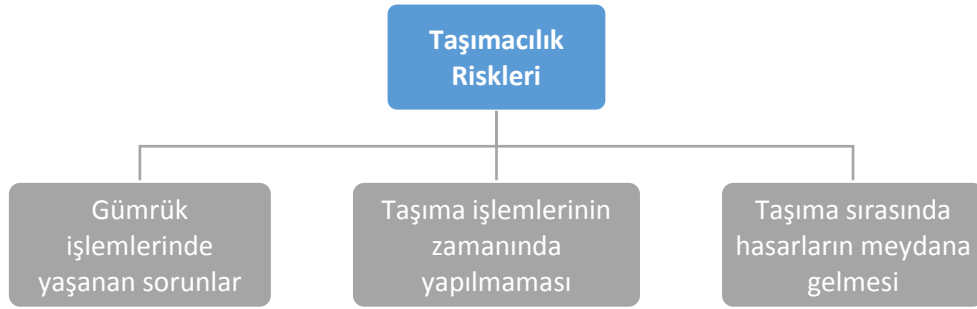 Taşımacılık
Riskleri
Gümrük
işlemlerinde
yaşanan sorunlar
Taşıma işlemlerinin
zamanında
yapılmaması
Taşıma sırasında
hasarların meydana
gelmesi